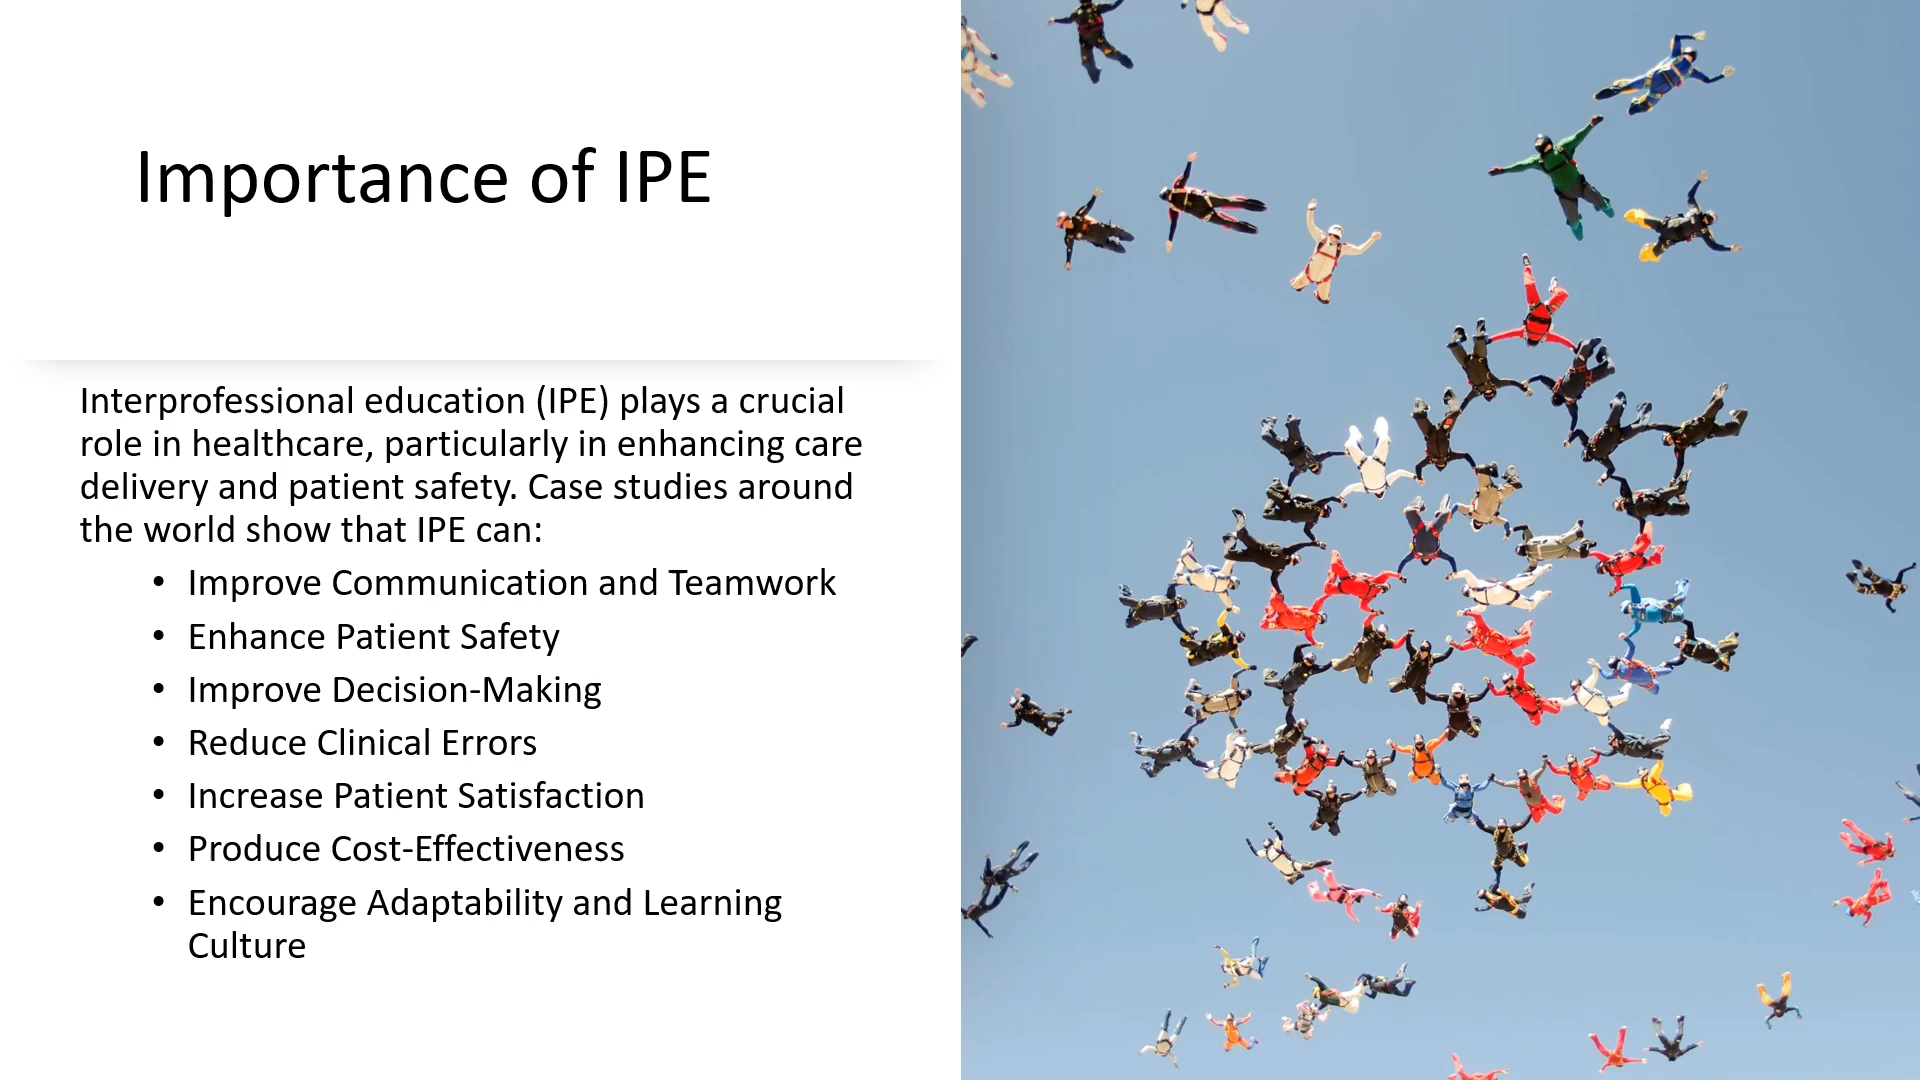 Importance of IPE
Interprofessional education (IPE) plays a crucial
role in healthcare, particularly in enhancing care
delivery and patient safety. Case studies around
the world show that IPE can:
• Improve Communication and Teamwork
• Enhance Patient Safety
• Improve Decision-Making
• Reduce Clinical Errors
• Increase Patient Satisfaction
• Produce Cost-Effectiveness
• Encourage Adaptability and Learning
Culture